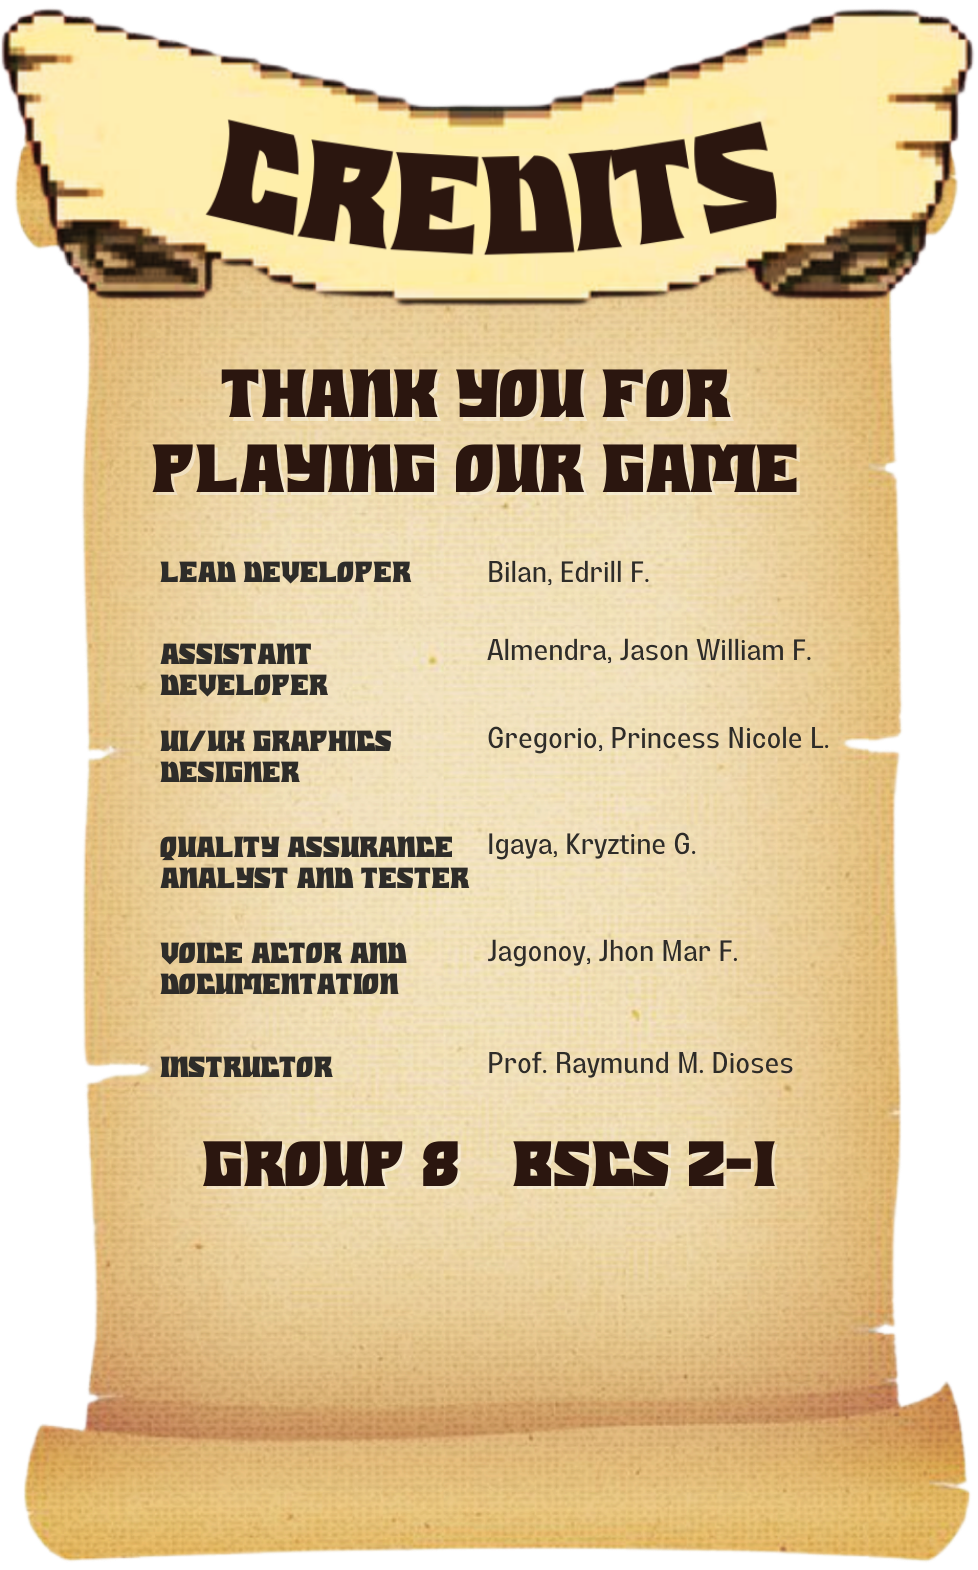 CREDITS
THANK YOU FOR
PLAYING OUR GAME
LEAD DEVELOPER Bilan, Edrill F.
ASSISTANT Almendra, Jason William F.
DEVELOPER
UI/UX GRAPHICS Gregorio, Princess Nicole L.
DESIGNER
QUALITY ASSURANCE Igaya, Kryztine G.
ANALYST AND TESTER
VOICE ACTOR AND Jagonoy, Jhon Mar F.
DOCUMENTATION
INSTRUCTOR Prof. Raymund M. Dioses
GROUP 8 BSCS 2-1